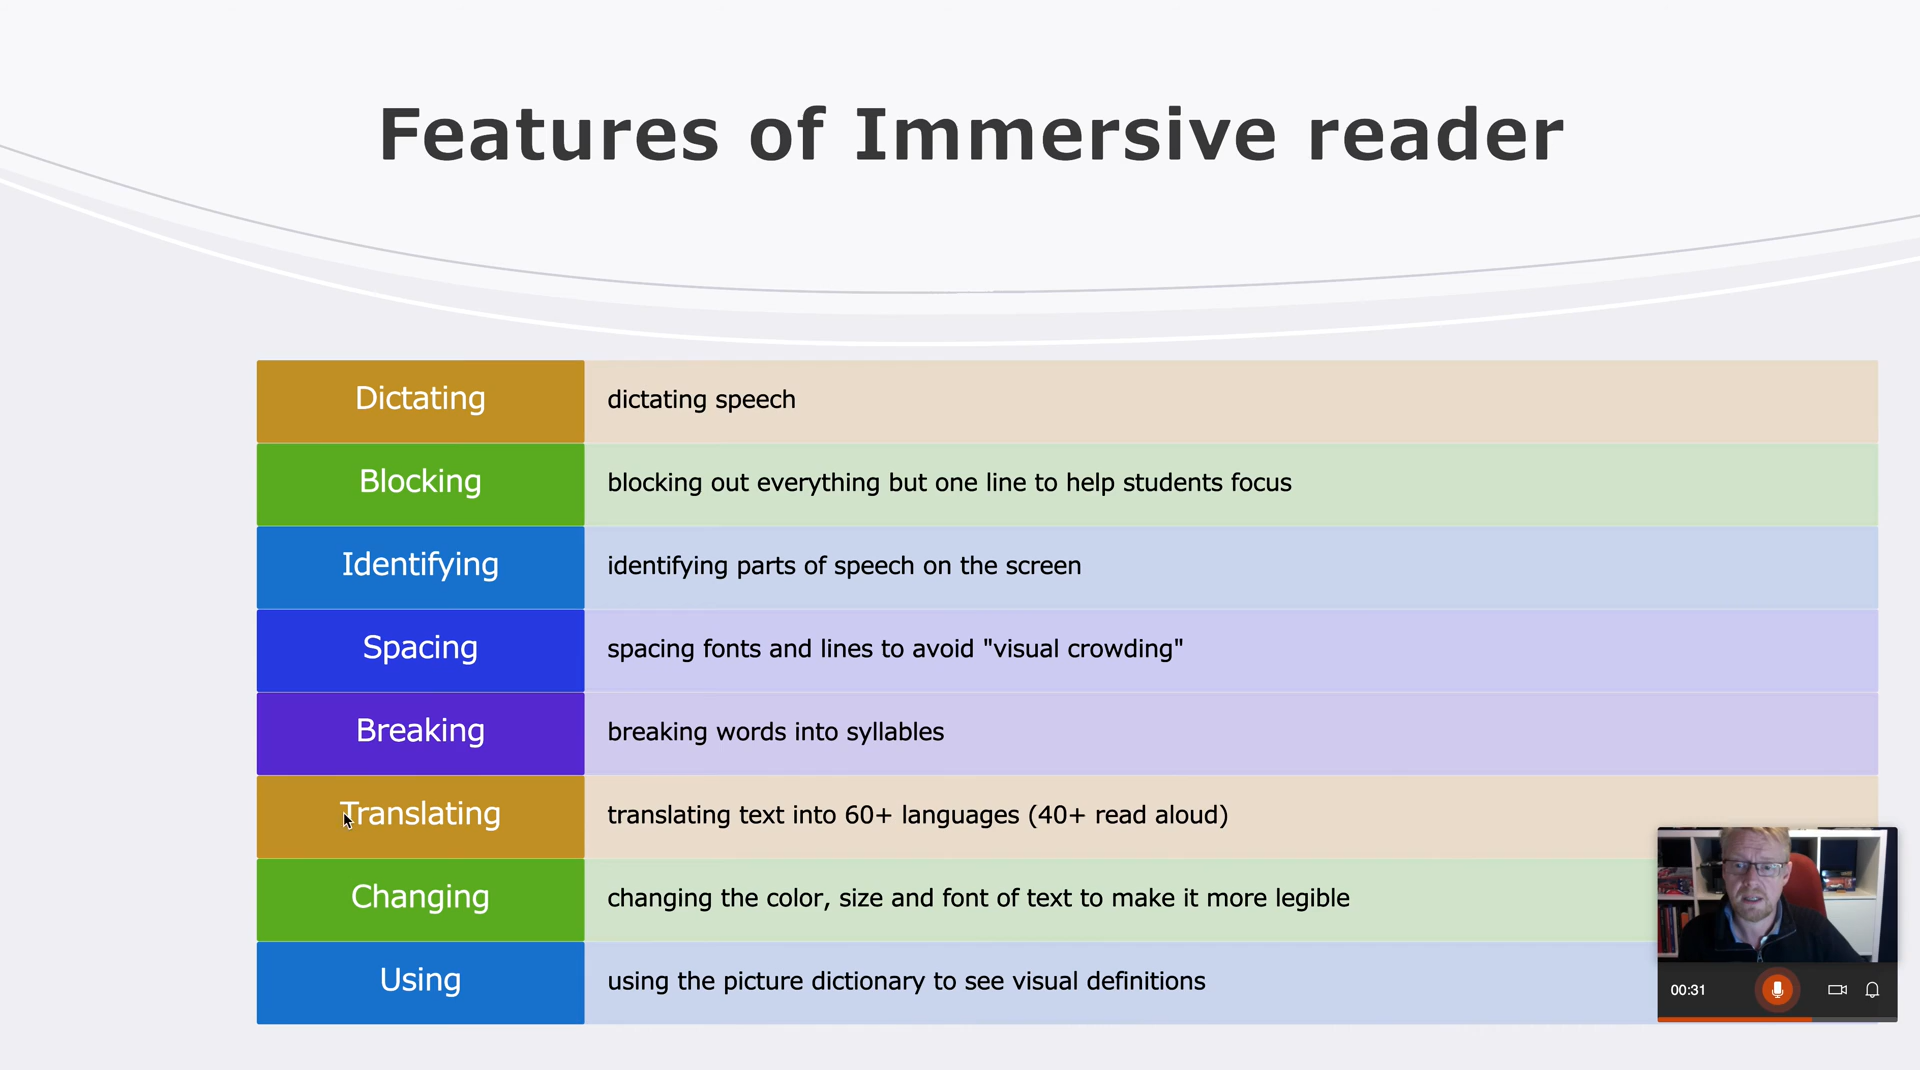 Features of Immersive reader
Dictating
dictating speech
Blocking
blocking out everything but one line to help students focus
Identifying
identifying parts of speech on the screen
Spacing
spacing fonts and lines to avoid "visual crowding"
Breaking
breaking words into syllables
Translating
translating text into 60+ languages (40+ read aloud)
Changing
changing the color, size and font of text to make it more legible
Using
using the picture dictionary to see visual definitions
00:31